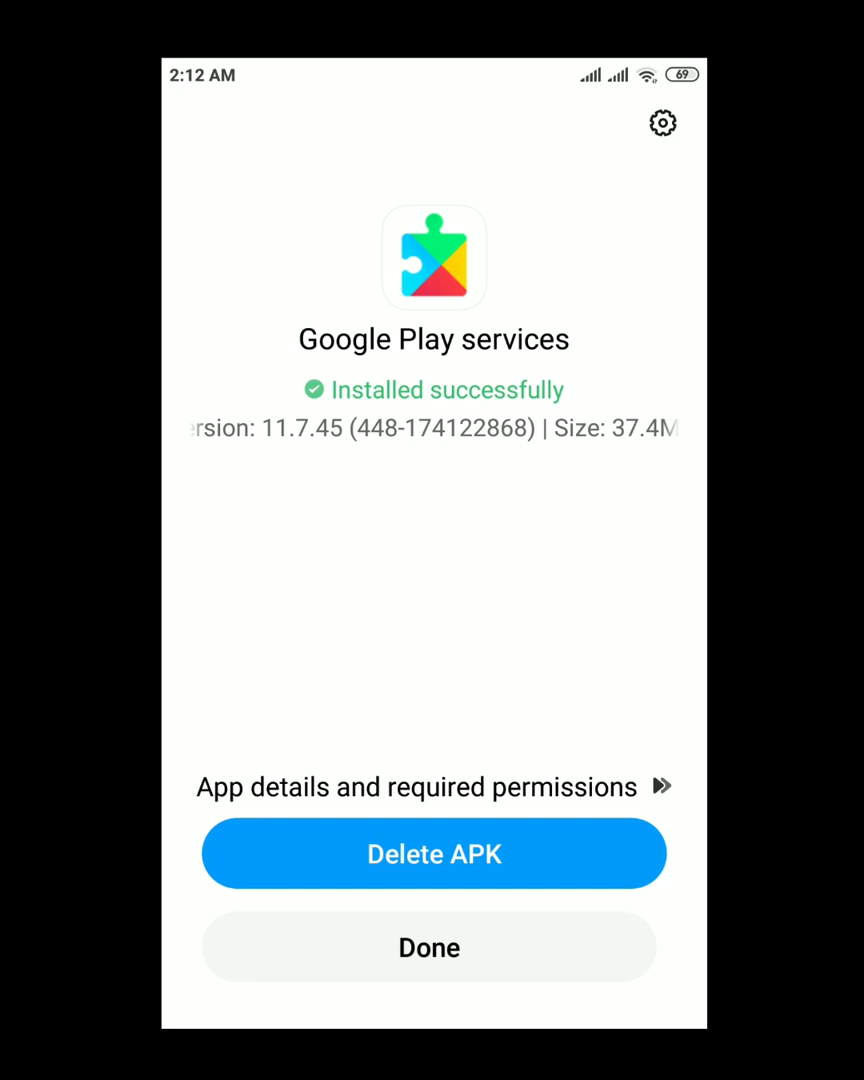 2:12 AM
69
Google Play services
Installed successfully
ersion: 11.7.45 (448-174122868) | Size: 37.4M
App details and required permissions
Delete APK
Done